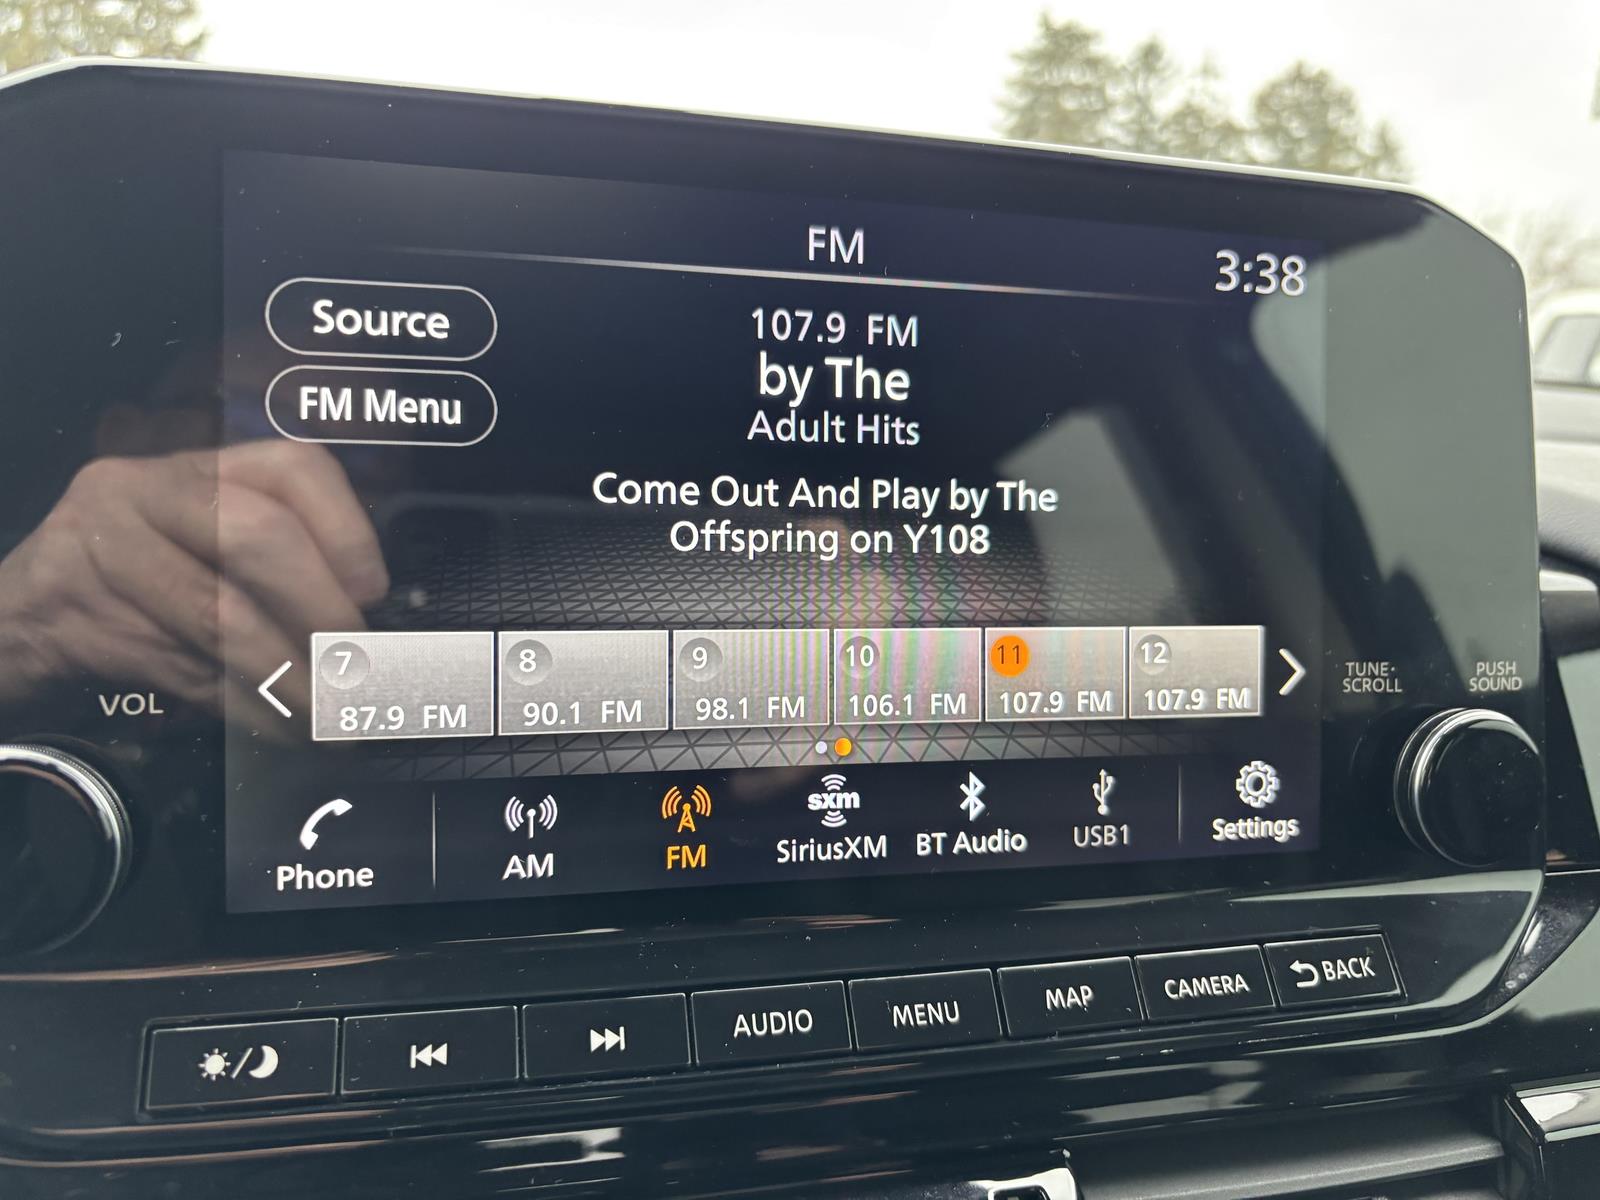 FM
3:38
Source
FM Menu
107.9 FM
by The
Adult Hits
Come Out And Play by The
Offspring on Y108
7
87.9 FM
8
90.1 FM
9
98.1 FM
10
106.1 FM
11
107.9 FM
12
107.9 FM
VOL
TUNE·
SCROLL
PUSH
SOUND
Phone
AM
FM
sxm
SiriusXM
BT Audio
USB1
Settings
AUDIO
MENU
MAP
CAMERA
BACK